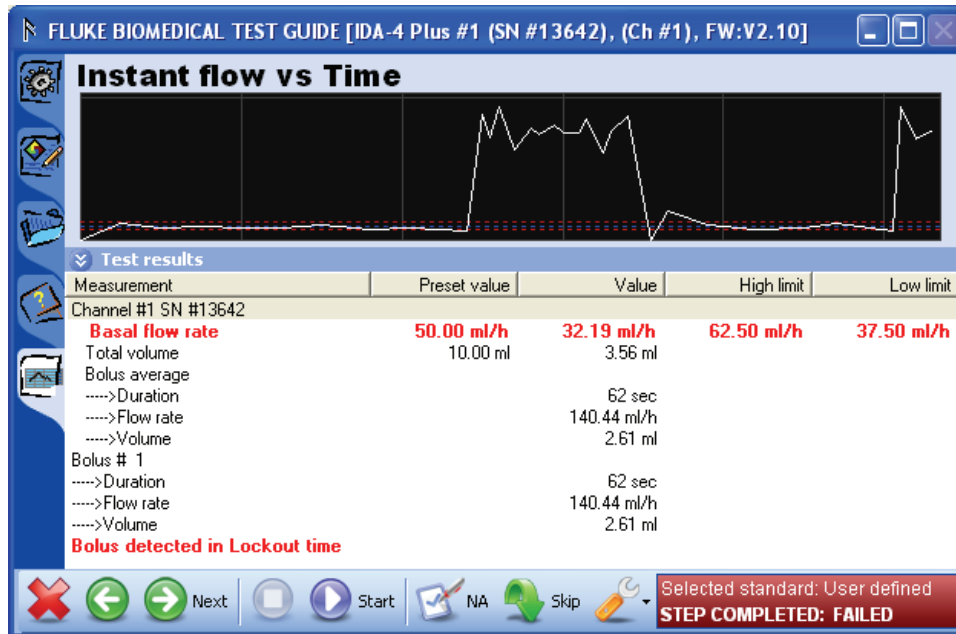 FLUKE BIOMEDICAL TEST GUIDE [IDA-4 Plus #1 (SN #13642), (Ch #1), FW:V2.10]
Instant flow vs Time
Test results
Measurement Preset value Value High limit Low limit
Channel #1 SN #13642
Basal flow rate 50.00 ml/h 32.19 ml/h 62.50 ml/h 37.50 ml/h
Total volume 10.00 ml 3.56 ml
Bolus average
----->Duration 62 sec
----->Flow rate 140.44 ml/h
----->Volume 2.61 ml
Bolus # 1
----->Duration 62 sec
----->Flow rate 140.44 ml/h
----->Volume 2.61 ml
Bolus detected in Lockout time
Next Start NA Skip
Selected standard: User defined
STEP COMPLETED: FAILED